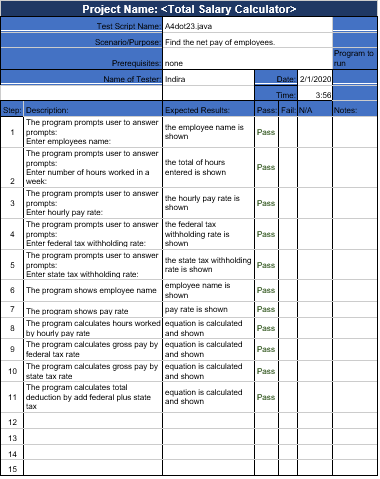 Project Name: <Total Salary Calculator>
Test Script Name: A4dot23.java
Scenario/Purpose: Find the net pay of employees.
Prerequisites: none Program to run
Name of Tester: Indira Date: 2/1/2020
Time: 3:56
Step: Description: Expected Results: Pass: Fail: N/A Notes:
1 The program prompts user to answer
prompts:
Enter employees name:
the employee name is
shown
Pass
2 The program prompts user to answer
prompts:
Enter number of hours worked in a
week:
the total of hours
entered is shown
Pass
3 The program prompts user to answer
prompts:
Enter hourly pay rate:
the hourly pay rate is
shown
Pass
4 The program prompts user to answer
prompts:
Enter federal tax withholding rate:
the federal tax
withholding rate is
shown
Pass
5 The program prompts user to answer
prompts:
Enter state tax withholding rate:
the state tax withholding
rate is shown
Pass
6 The program shows employee name
employee name is
shown
Pass
7 The program shows pay rate
pay rate is shown
Pass
8 The program calculates hours worked
by hourly pay rate
equation is calculated
and shown
Pass
9 The program calculates gross pay by
federal tax rate
equation is calculated
and shown
Pass
10 The program calculates gross pay by
state tax rate
equation is calculated
and shown
Pass
11 The program calculates total
deduction by add federal plus state
tax
equation is calculated
and shown
Pass
12
13
14
15